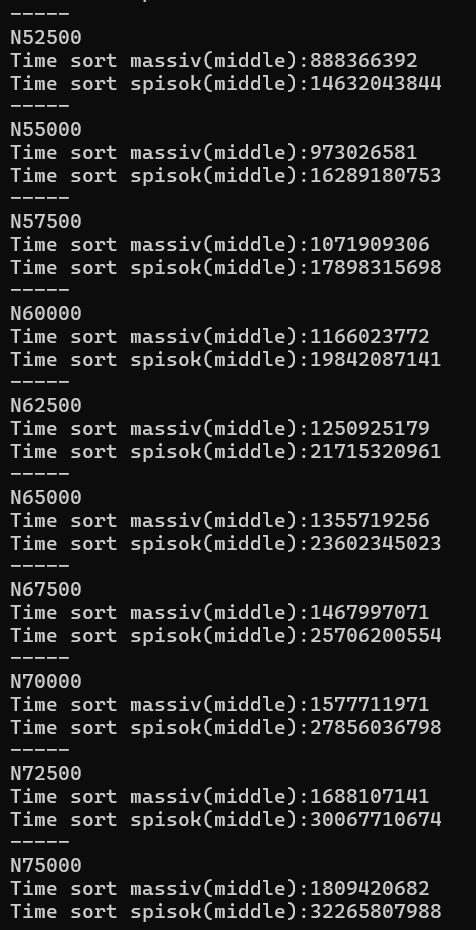 -----
N52500
Time sort massiv(middle):888366392
Time sort spisok(middle):14632043844
-----
N55000
Time sort massiv(middle):973026581
Time sort spisok(middle):16289180753
-----
N57500
Time sort massiv(middle):1071909306
Time sort spisok(middle):17898315698
-----
N60000
Time sort massiv(middle):1166023772
Time sort spisok(middle):19842087141
-----
N62500
Time sort massiv(middle):1250925179
Time sort spisok(middle):21715320961
-----
N65000
Time sort massiv(middle):1355719256
Time sort spisok(middle):23602345023
-----
N67500
Time sort massiv(middle):1467997071
Time sort spisok(middle):25706200554
-----
N70000
Time sort massiv(middle):1577711971
Time sort spisok(middle):27856036798
-----
N72500
Time sort massiv(middle):1688107141
Time sort spisok(middle):30067710674
-----
N75000
Time sort massiv(middle):1809420682
Time sort spisok(middle):32265807988